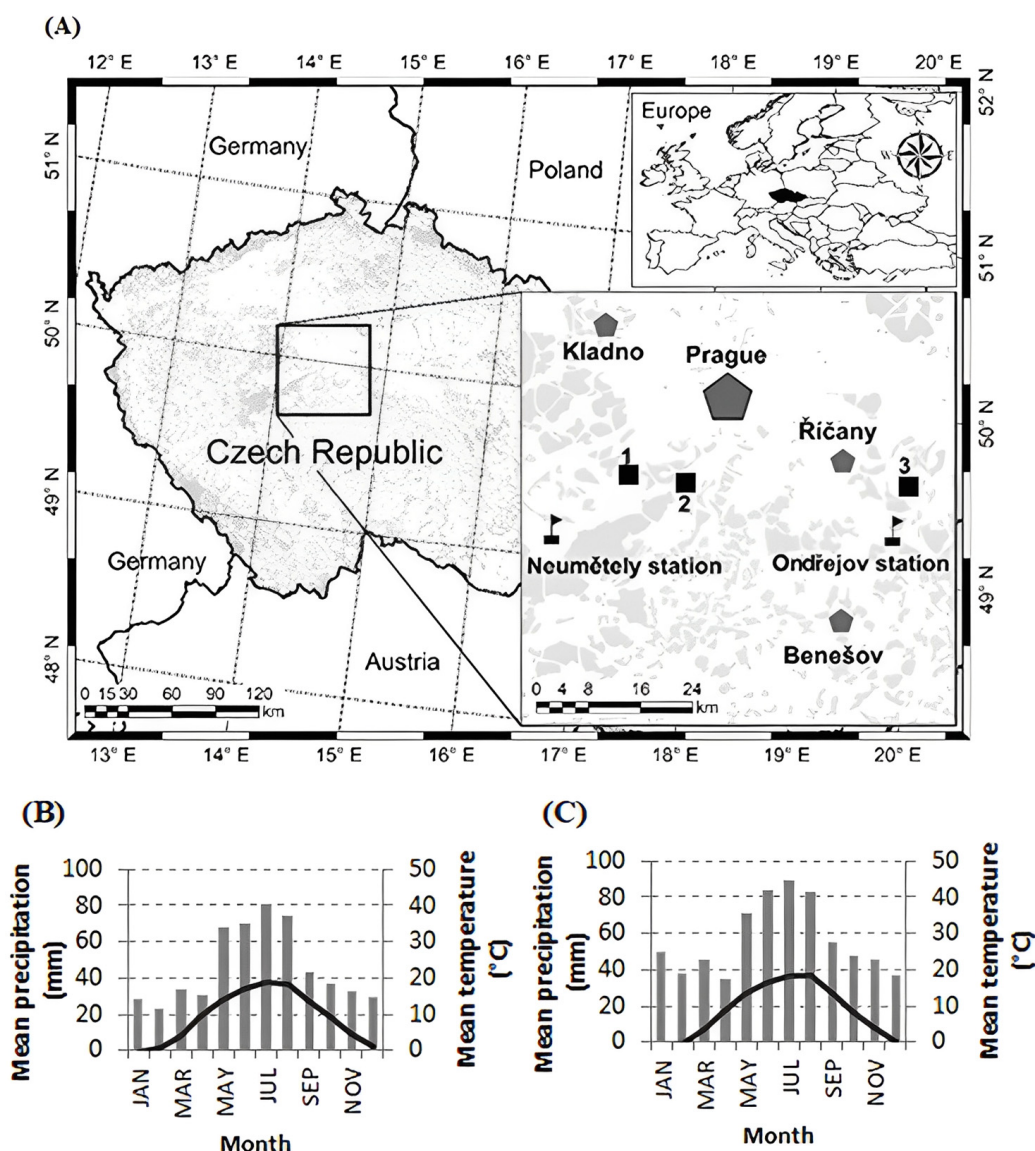 (A)
12° E 13° E 14° E 15° E 16° E 17° E 18° E 19° E 20° E
52° N
51° N
50° N
49° N
48° N
51° N
50° N
49° N
Germany
Poland
Europe
N
E
Czech Republic
Germany
Austria
0 15 30 60 90 120
km
Kladno
Prague
Říčany
1
2
3
Neumětely station
Ondřejov station
Benešov
0 4 8 16 24
km
13° E 14° E 15° E 16° E 17° E 18° E 19° E 20° E
(B)
Mean precipitation
(mm)
100
80
60
40
20
0
50
40
30
20
10
0
Mean temperature
(°C)
JAN MAR MAY JUL SEP NOV
Month
(C)
Mean precipitation
(mm)
100
80
60
40
20
0
50
40
30
20
10
0
Mean temperature
(°C)
JAN MAR MAY JUL SEP NOV
Month